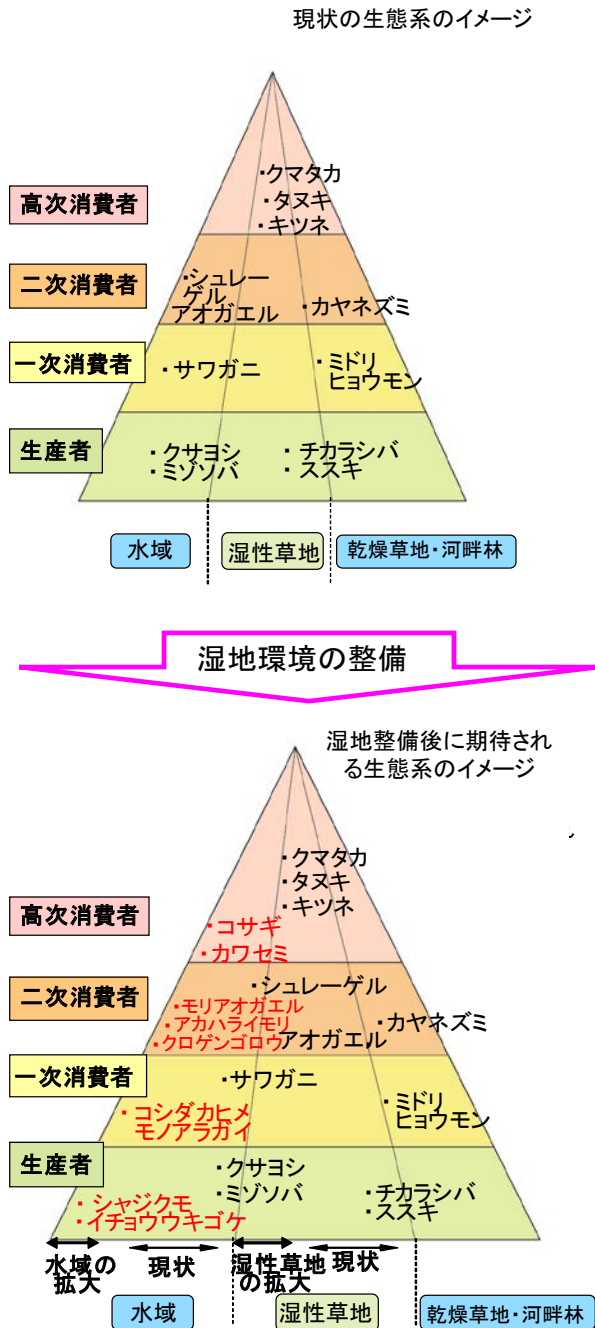 現状の生態系のイメージ
・クマタカ
・タヌキ
・キツネ
高次消費者
・シュレー
ゲル
アオガエル
・カヤネズミ
二次消費者
・サワガニ
・ミドリ
ヒョウモン
一次消費者
・クサヨシ
・ミゾソバ
・チカラシバ
・ススキ
生産者
水域
湿性草地
乾燥草地・河畔林
湿地環境の整備
湿地整備後に期待され
る生態系のイメージ
・クマタカ
・タヌキ
・キツネ
高次消費者
・コサギ
・カワセミ
・シュレーゲル
アオガエル
二次消費者
・モリアオガエル
・アカハライモリ
・クロゲンゴロウ
・カヤネズミ
・サワガニ
一次消費者
・コシダカヒメ
モノアラガイ
・ミドリ
ヒョウモン
・クサヨシ
・ミゾソバ
生産者
・シャジクモ
・イチョウウキゴケ
・チカラシバ
・ススキ
水域の
拡大
現状
湿性草地
の拡大
現状
水域
湿性草地
乾燥草地・河畔林